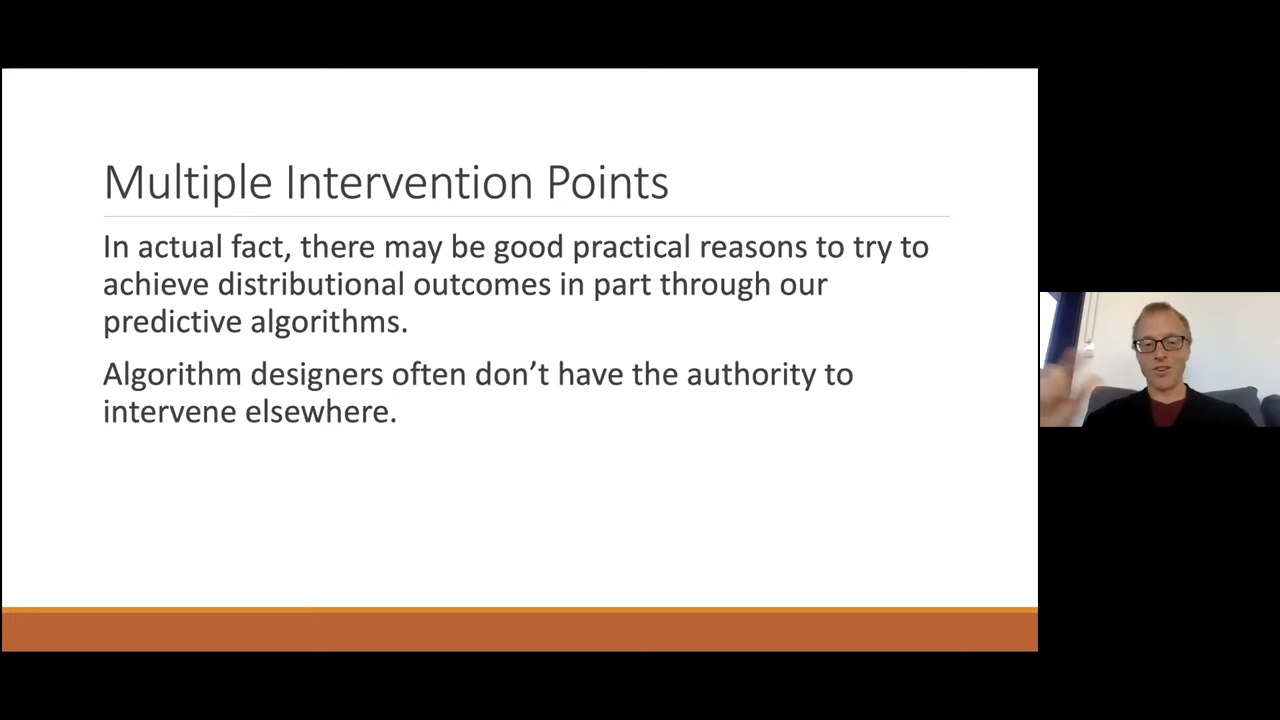 Multiple Intervention Points
In actual fact, there may be good practical reasons to try to
achieve distributional outcomes in part through our
predictive algorithms.
Algorithm designers often don’t have the authority to
intervene elsewhere.